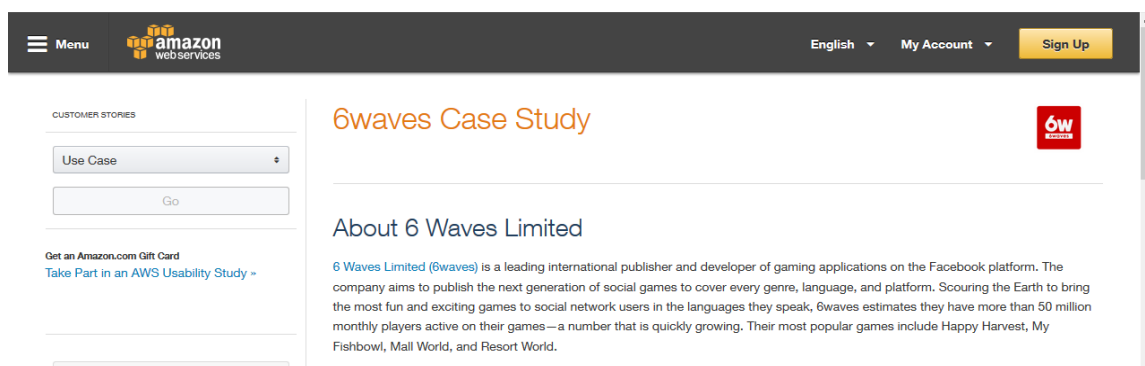 Menu
amazon
webservices
English
My Account
Sign Up
CUSTOMER STORIES
Use Case
Go
Get an Amazon.com Gift Card
Take Part in an AWS Usability Study »
6waves Case Study
6w
6waves
About 6 Waves Limited
6 Waves Limited (6waves) is a leading international publisher and developer of gaming applications on the Facebook platform. The
company aims to publish the next generation of social games to cover every genre, language, and platform. Scouring the Earth to bring
the most fun and exciting games to social network users in the languages they speak, 6waves estimates they have more than 50 million
monthly players active on their games—a number that is quickly growing. Their most popular games include Happy Harvest, My
Fishbowl, Mall World, and Resort World.